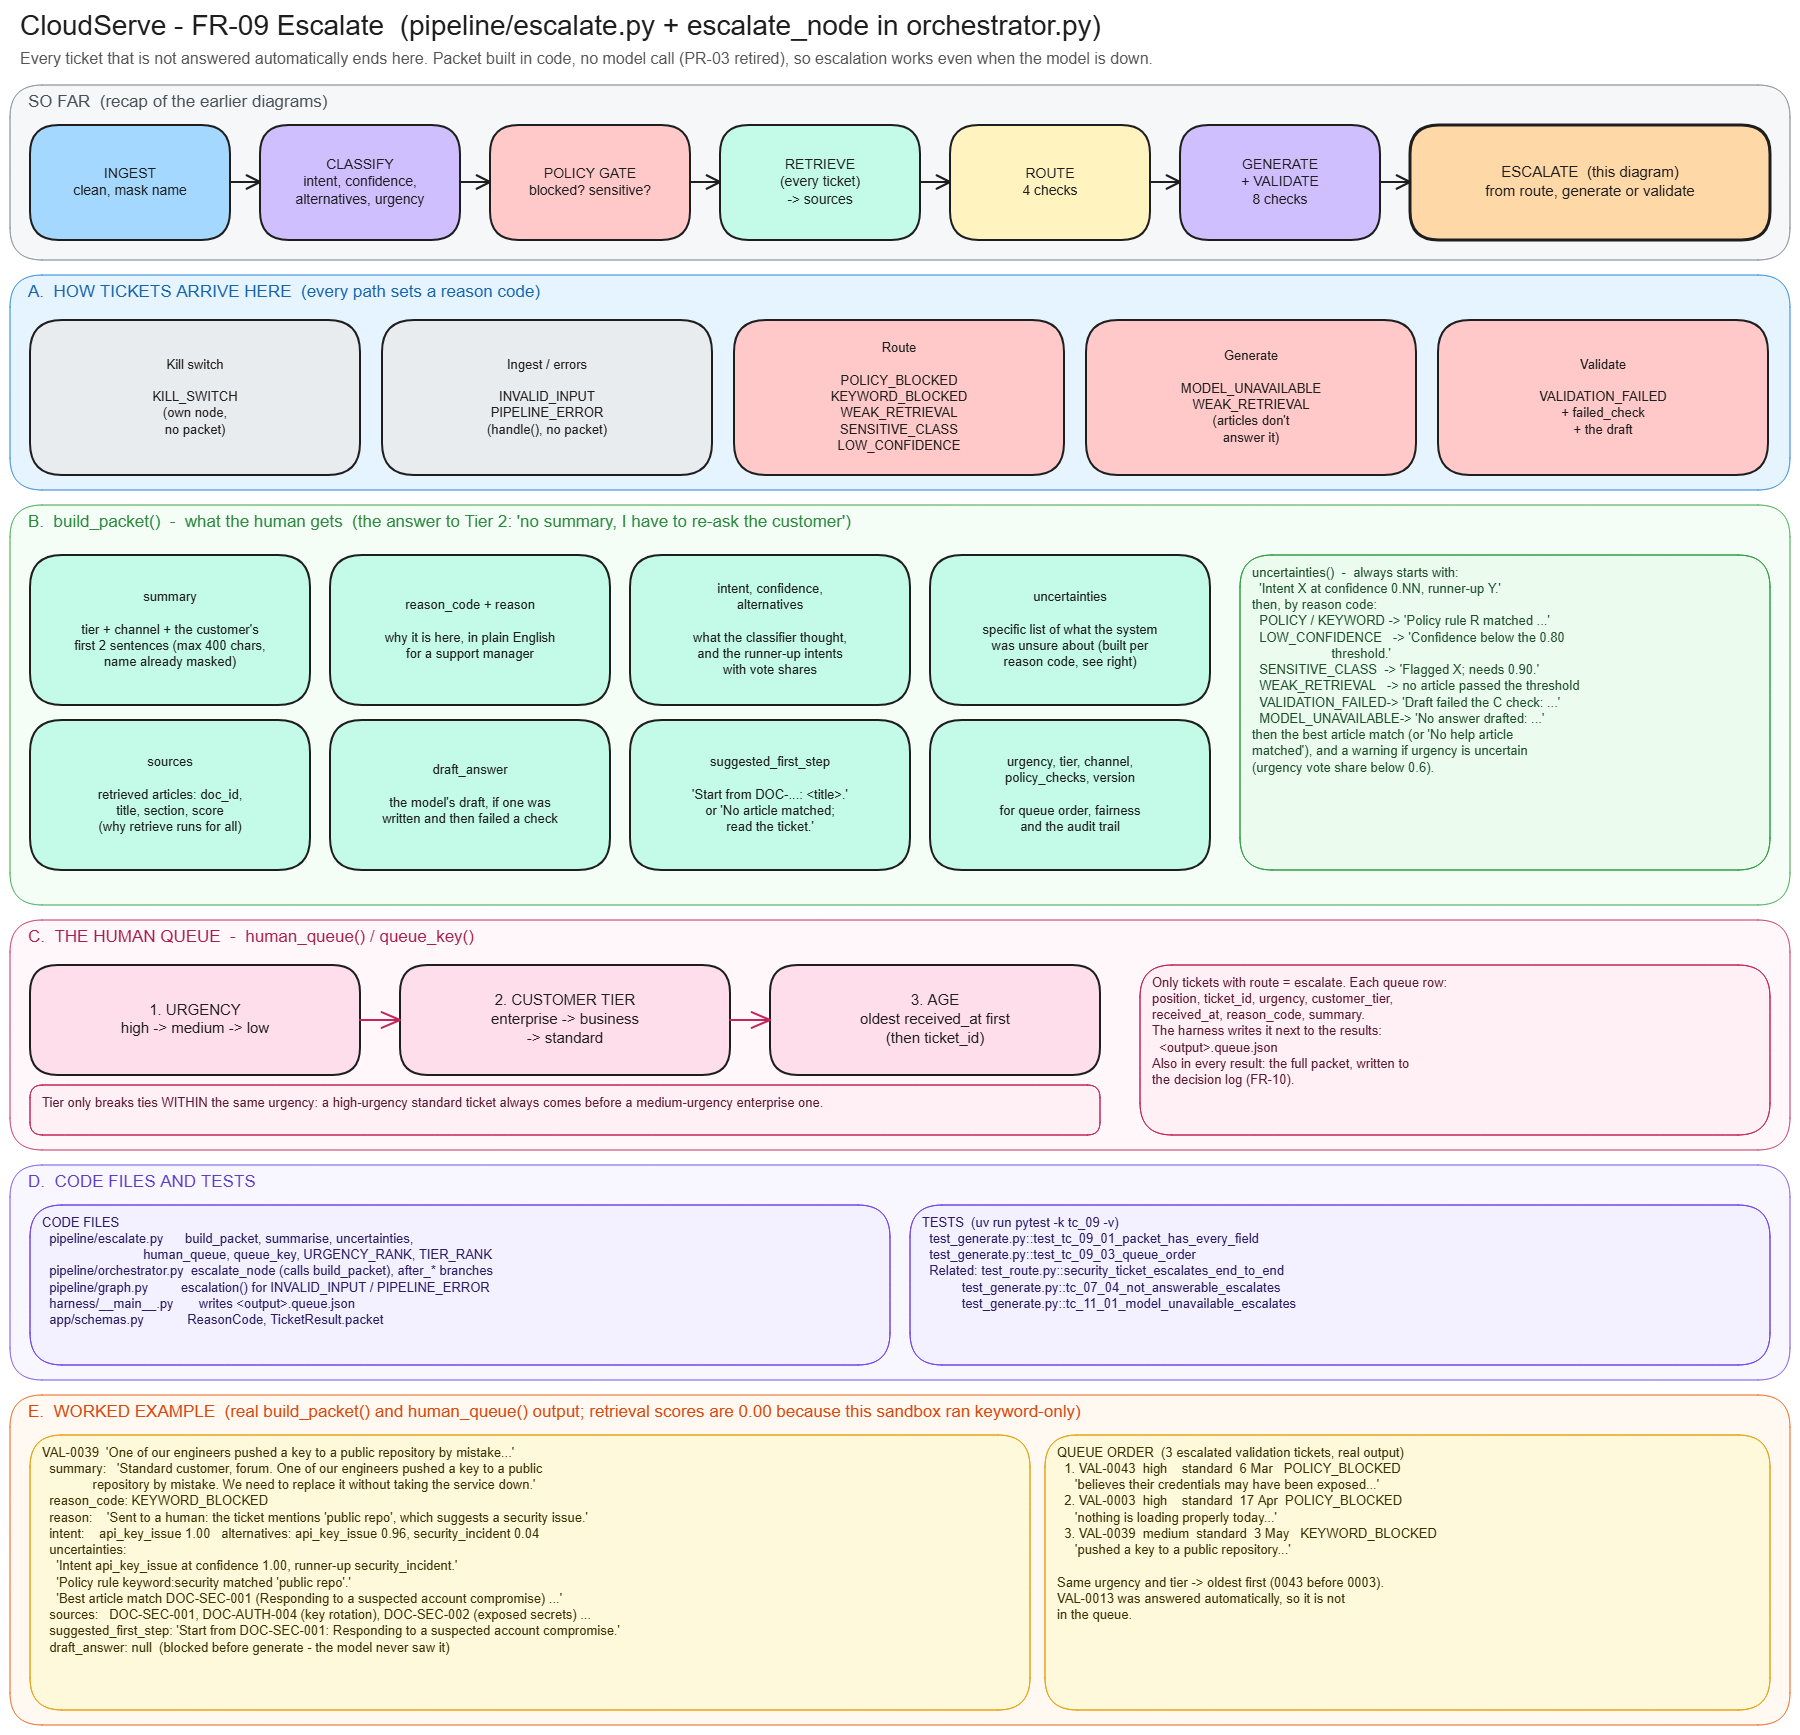 CloudServe - FR-09 Escalate  (pipeline/escalate.py + escalate_node in orchestrator.py)
Every ticket that is not answered automatically ends here. Packet built in code, no model call (PR-03 retired), so escalation works even when the model is down.
SO FAR  (recap of the earlier diagrams)
INGEST
clean, mask name
CLASSIFY
intent, confidence,
alternatives, urgency
POLICY GATE
blocked? sensitive?
RETRIEVE
(every ticket)
-> sources
ROUTE
4 checks
GENERATE
+ VALIDATE
8 checks
ESCALATE  (this diagram)
from route, generate or validate
A.  HOW TICKETS ARRIVE HERE  (every path sets a reason code)
Kill switch
KILL_SWITCH
(own node,
no packet)
Ingest / errors
INVALID_INPUT
PIPELINE_ERROR
(handle(), no packet)
Route
POLICY_BLOCKED
KEYWORD_BLOCKED
WEAK_RETRIEVAL
SENSITIVE_CLASS
LOW_CONFIDENCE
Generate
MODEL_UNAVAILABLE
WEAK_RETRIEVAL
(articles don't
answer it)
Validate
VALIDATION_FAILED
+ failed_check
+ the draft
B.  build_packet()  -  what the human gets  (the answer to Tier 2: 'no summary, I have to re-ask the customer')
summary
tier + channel + the customer's
first 2 sentences (max 400 chars,
name already masked)
reason_code + reason
why it is here, in plain English
for a support manager
intent, confidence,
alternatives
what the classifier thought,
and the runner-up intents
with vote shares
uncertainties
specific list of what the system
was unsure about (built per
reason code, see right)
sources
retrieved articles: doc_id,
title, section, score
(why retrieve runs for all)
draft_answer
the model's draft, if one was
written and then failed a check
suggested_first_step
'Start from DOC-...: <title>.'
or 'No article matched;
read the ticket.'
urgency, tier, channel,
policy_checks, version
for queue order, fairness
and the audit trail
uncertainties()  -  always starts with:
'Intent X at confidence 0.NN, runner-up Y.'
then, by reason code:
POLICY / KEYWORD -> 'Policy rule R matched ...'
LOW_CONFIDENCE   -> 'Confidence below the 0.80
threshold.'
SENSITIVE_CLASS  -> 'Flagged X; needs 0.90.'
WEAK_RETRIEVAL   -> no article passed the threshold
VALIDATION_FAILED-> 'Draft failed the C check: ...'
MODEL_UNAVAILABLE-> 'No answer drafted: ...'
then the best article match (or 'No help article
matched'), and a warning if urgency is uncertain
(urgency vote share below 0.6).
C.  THE HUMAN QUEUE  -  human_queue() / queue_key()
1. URGENCY
high -> medium -> low
2. CUSTOMER TIER
enterprise -> business
-> standard
3. AGE
oldest received_at first
(then ticket_id)
Tier only breaks ties WITHIN the same urgency: a high-urgency standard ticket always comes before a medium-urgency enterprise one.
Only tickets with route = escalate. Each queue row:
position, ticket_id, urgency, customer_tier,
received_at, reason_code, summary.
The harness writes it next to the results:
<output>.queue.json
Also in every result: the full packet, written to
the decision log (FR-10).
D.  CODE FILES AND TESTS
CODE FILES
pipeline/escalate.py      build_packet, summarise, uncertainties,
human_queue, queue_key, URGENCY_RANK, TIER_RANK
pipeline/orchestrator.py  escalate_node (calls build_packet), after_* branches
pipeline/graph.py         escalation() for INVALID_INPUT / PIPELINE_ERROR
harness/__main__.py       writes <output>.queue.json
app/schemas.py            ReasonCode, TicketResult.packet
TESTS  (uv run pytest -k tc_09 -v)
test_generate.py::test_tc_09_01_packet_has_every_field
test_generate.py::test_tc_09_03_queue_order
Related: test_route.py::security_ticket_escalates_end_to_end
test_generate.py::tc_07_04_not_answerable_escalates
test_generate.py::tc_11_01_model_unavailable_escalates
E.  WORKED EXAMPLE  (real build_packet() and human_queue() output; retrieval scores are 0.00 because this sandbox ran keyword-only)
VAL-0039  'One of our engineers pushed a key to a public repository by mistake...'
summary:   'Standard customer, forum. One of our engineers pushed a key to a public
repository by mistake. We need to replace it without taking the service down.'
reason_code: KEYWORD_BLOCKED
reason:    'Sent to a human: the ticket mentions 'public repo', which suggests a security issue.'
intent:    api_key_issue 1.00   alternatives: api_key_issue 0.96, security_incident 0.04
uncertainties:
'Intent api_key_issue at confidence 1.00, runner-up security_incident.'
'Policy rule keyword:security matched 'public repo'.'
'Best article match DOC-SEC-001 (Responding to a suspected account compromise) ...'
sources:   DOC-SEC-001, DOC-AUTH-004 (key rotation), DOC-SEC-002 (exposed secrets) ...
suggested_first_step: 'Start from DOC-SEC-001: Responding to a suspected account compromise.'
draft_answer: null  (blocked before generate - the model never saw it)
QUEUE ORDER  (3 escalated validation tickets, real output)
1. VAL-0043  high    standard  6 Mar   POLICY_BLOCKED
'believes their credentials may have been exposed...'
2. VAL-0003  high    standard  17 Apr  POLICY_BLOCKED
'nothing is loading properly today...'
3. VAL-0039  medium  standard  3 May   KEYWORD_BLOCKED
'pushed a key to a public repository...'
Same urgency and tier -> oldest first (0043 before 0003).
VAL-0013 was answered automatically, so it is not
in the queue.